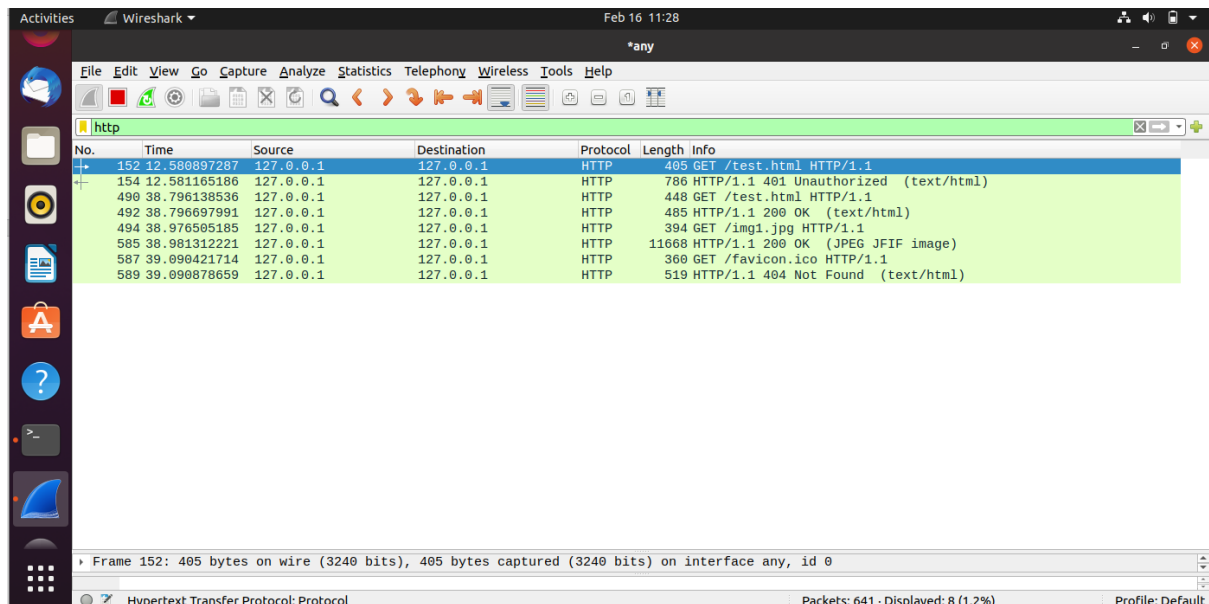 Activities Wireshark Feb 16 11:28
*any
File Edit View Go Capture Analyze Statistics Telephony Wireless Tools Help
http
No. Time Source Destination Protocol Length Info
152 12.580897287 127.0.0.1 127.0.0.1 HTTP 405 GET /test.html HTTP/1.1
154 12.581165186 127.0.0.1 127.0.0.1 HTTP 786 HTTP/1.1 401 Unauthorized (text/html)
490 38.796138536 127.0.0.1 127.0.0.1 HTTP 448 GET /test.html HTTP/1.1
492 38.796697991 127.0.0.1 127.0.0.1 HTTP 485 HTTP/1.1 200 OK (text/html)
494 38.976505185 127.0.0.1 127.0.0.1 HTTP 394 GET /img1.jpg HTTP/1.1
585 38.981312221 127.0.0.1 127.0.0.1 HTTP 11668 HTTP/1.1 200 OK (JPEG JFIF image)
587 39.090421714 127.0.0.1 127.0.0.1 HTTP 360 GET /favicon.ico HTTP/1.1
589 39.090878659 127.0.0.1 127.0.0.1 HTTP 519 HTTP/1.1 404 Not Found (text/html)
Frame 152: 405 bytes on wire (3240 bits), 405 bytes captured (3240 bits) on interface any, id 0
Hypertext Transfer Protocol: Protocol Packets: 641 · Displayed: 8 (1.2%) Profile: Default